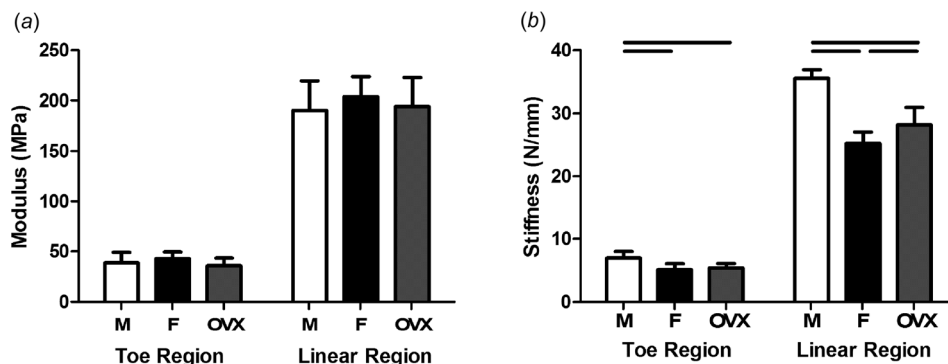 (a)
Modulus (MPa)
250
200
150
100
50
0
M F OVX M F OVX
Toe Region Linear Region
(b)
Stiffness (N/mm)
40
30
20
10
0
M F OVX M F OVX
Toe Region Linear Region